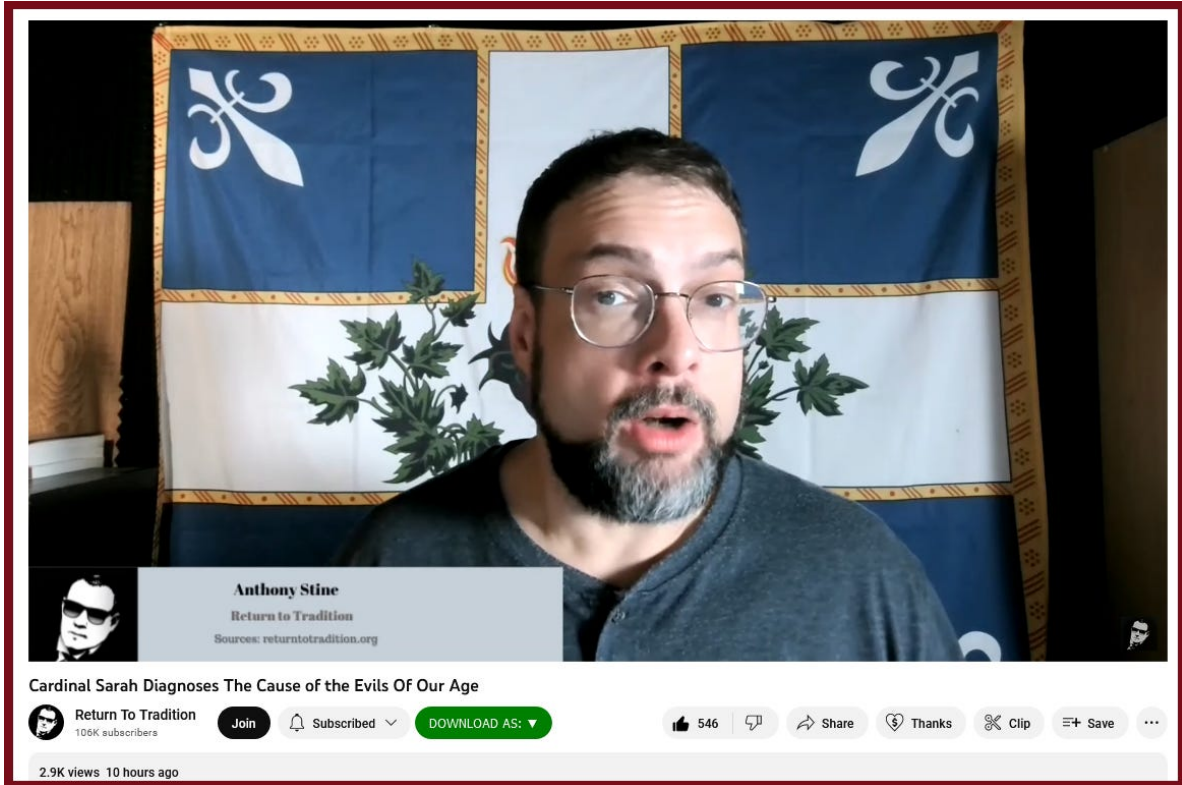 Anthony Stine
Return to Tradition
Sources: returntotradition.org
Cardinal Sarah Diagnoses The Cause of the Evils Of Our Age
Return To Tradition
106K subscribers
Join
Subscribed
DOWNLOAD AS: ▼
546
Share
Thanks
Clip
Save
2.9K views 10 hours ago